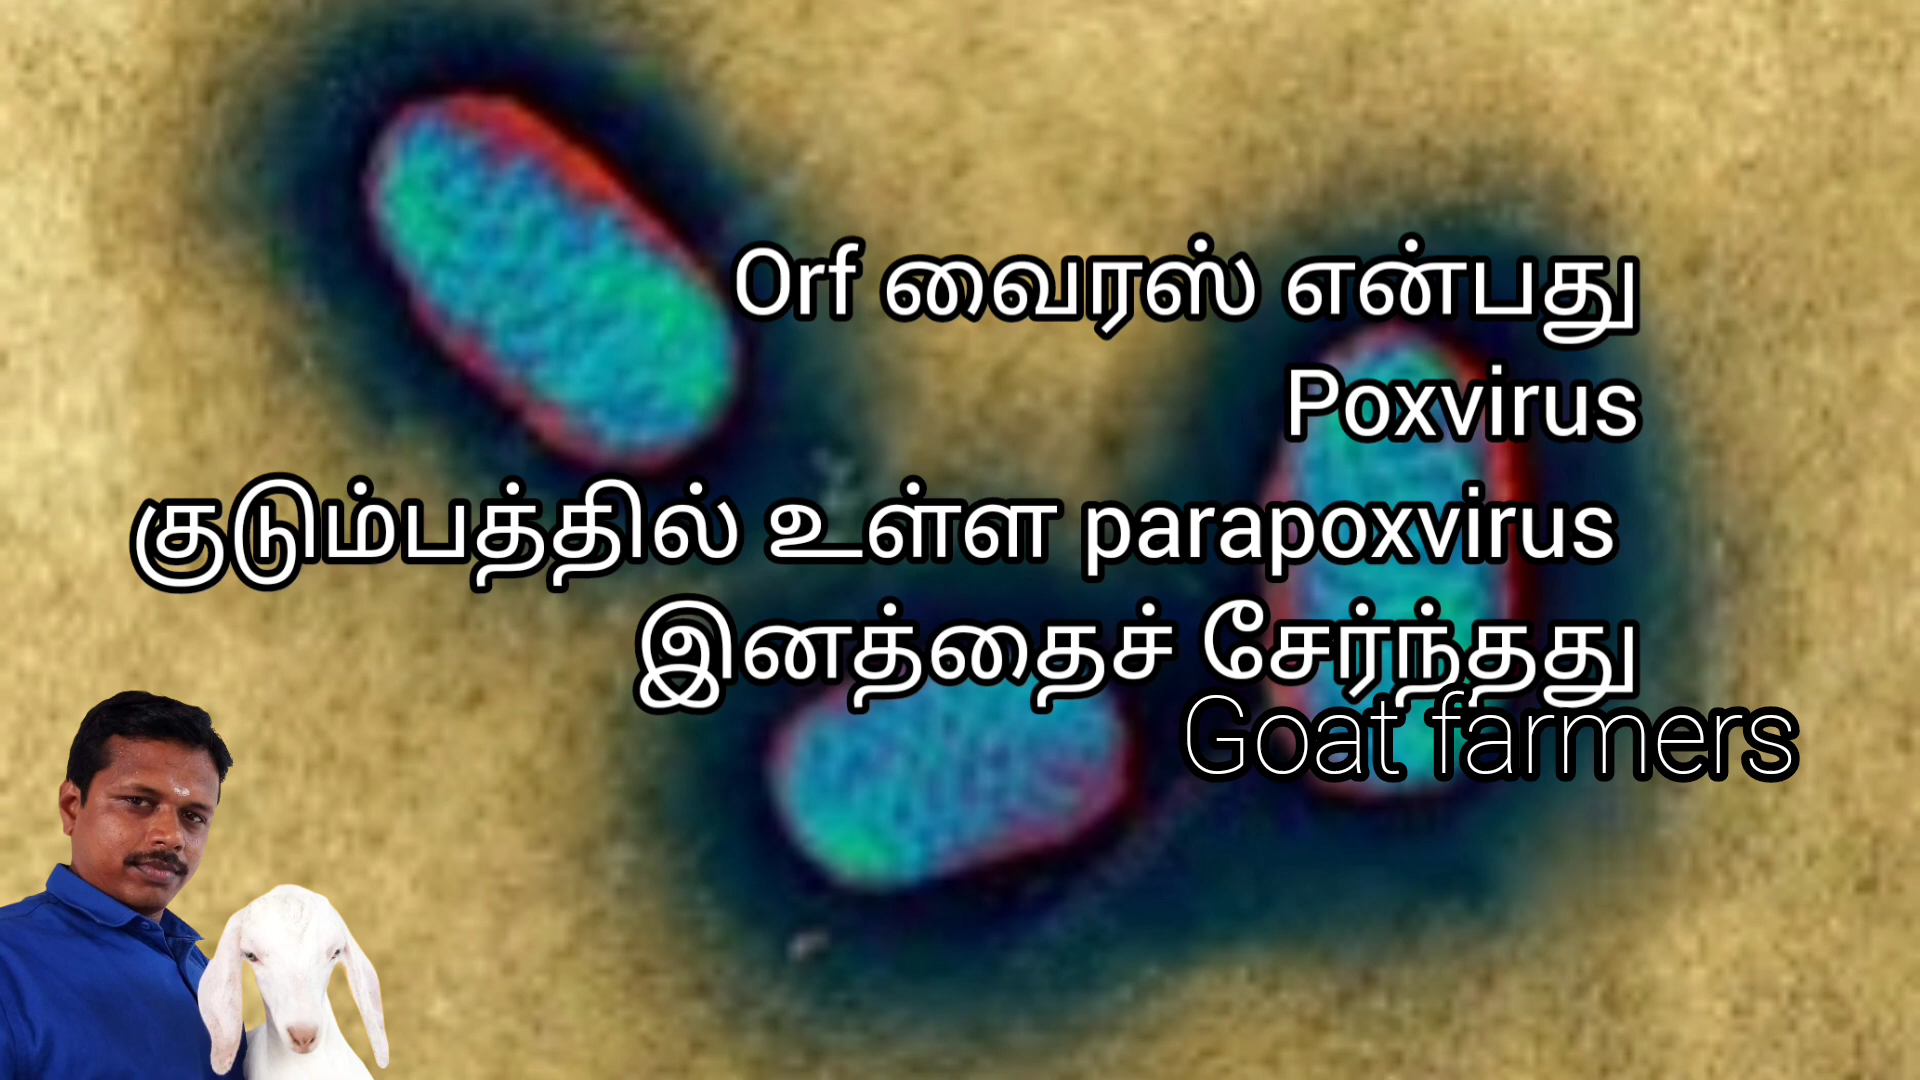 Orf வைரஸ் என்பது
Poxvirus
குடும்பத்தில் உள்ள parapoxvirus
இனத்தைச் சேர்ந்தது
Goat farmers